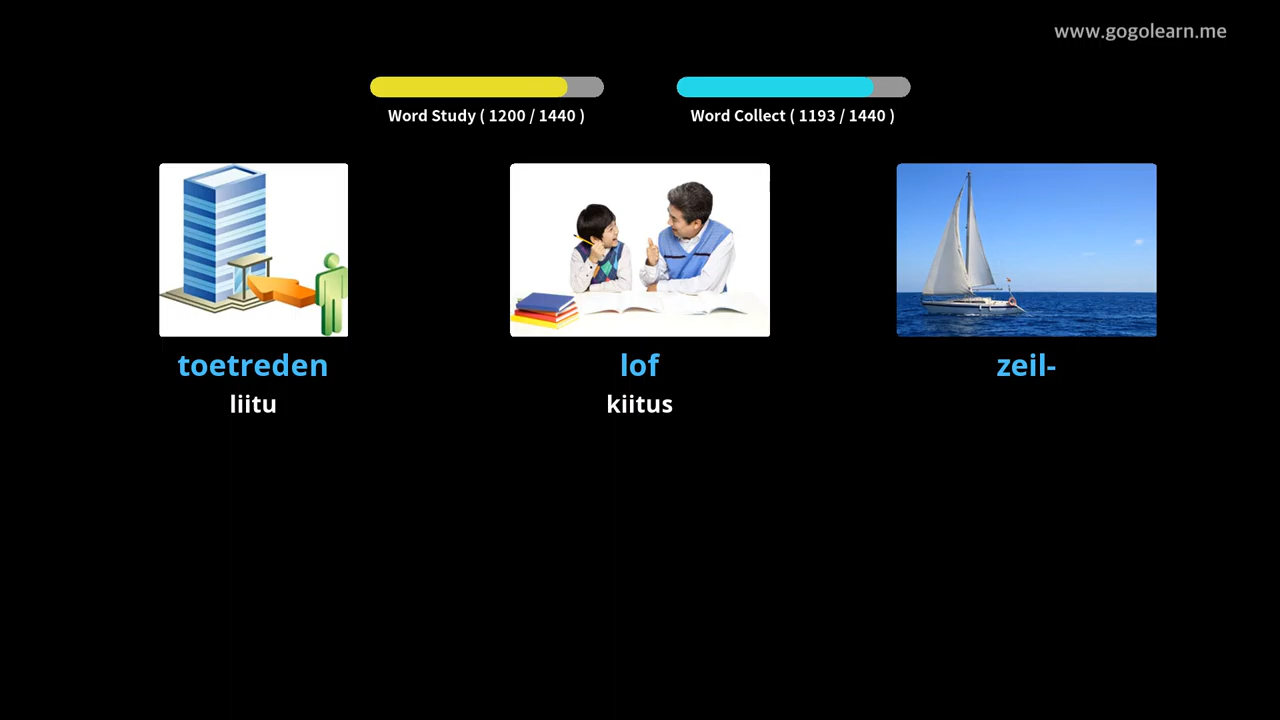 www.gogolearn.me
Word Study ( 1200 / 1440 )
Word Collect ( 1193 / 1440 )
toetreden
lof
zeil-
liitu
kiitus